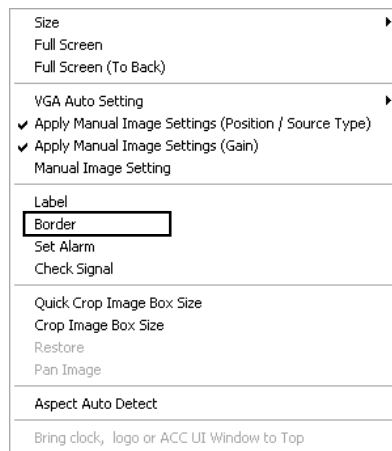 Size
Full Screen
Full Screen (To Back)
VGA Auto Setting
Apply Manual Image Settings (Position / Source Type)
Apply Manual Image Settings (Gain)
Manual Image Setting
Label
Border
Set Alarm
Check Signal
Quick Crop Image Box Size
Crop Image Box Size
Restore
Pan Image
Aspect Auto Detect
Bring clock, logo or ACC UI Window to Top